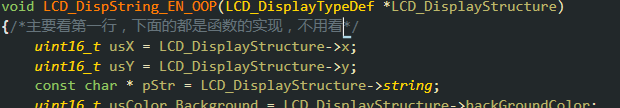 void LCD_DispString_EN_OOP(LCD_DisplayTypeDef *LCD_DisplayStructure)
{/*主要看第一行，下面的都是函数的实现，不用看*/
    uint16_t usX = LCD_DisplayStructure->x;
    uint16_t usY = LCD_DisplayStructure->y;
    const char * pStr = LCD_DisplayStructure->string;
    uint16_t usColor_Background = LCD_DisplayStructure->backGroundColor;